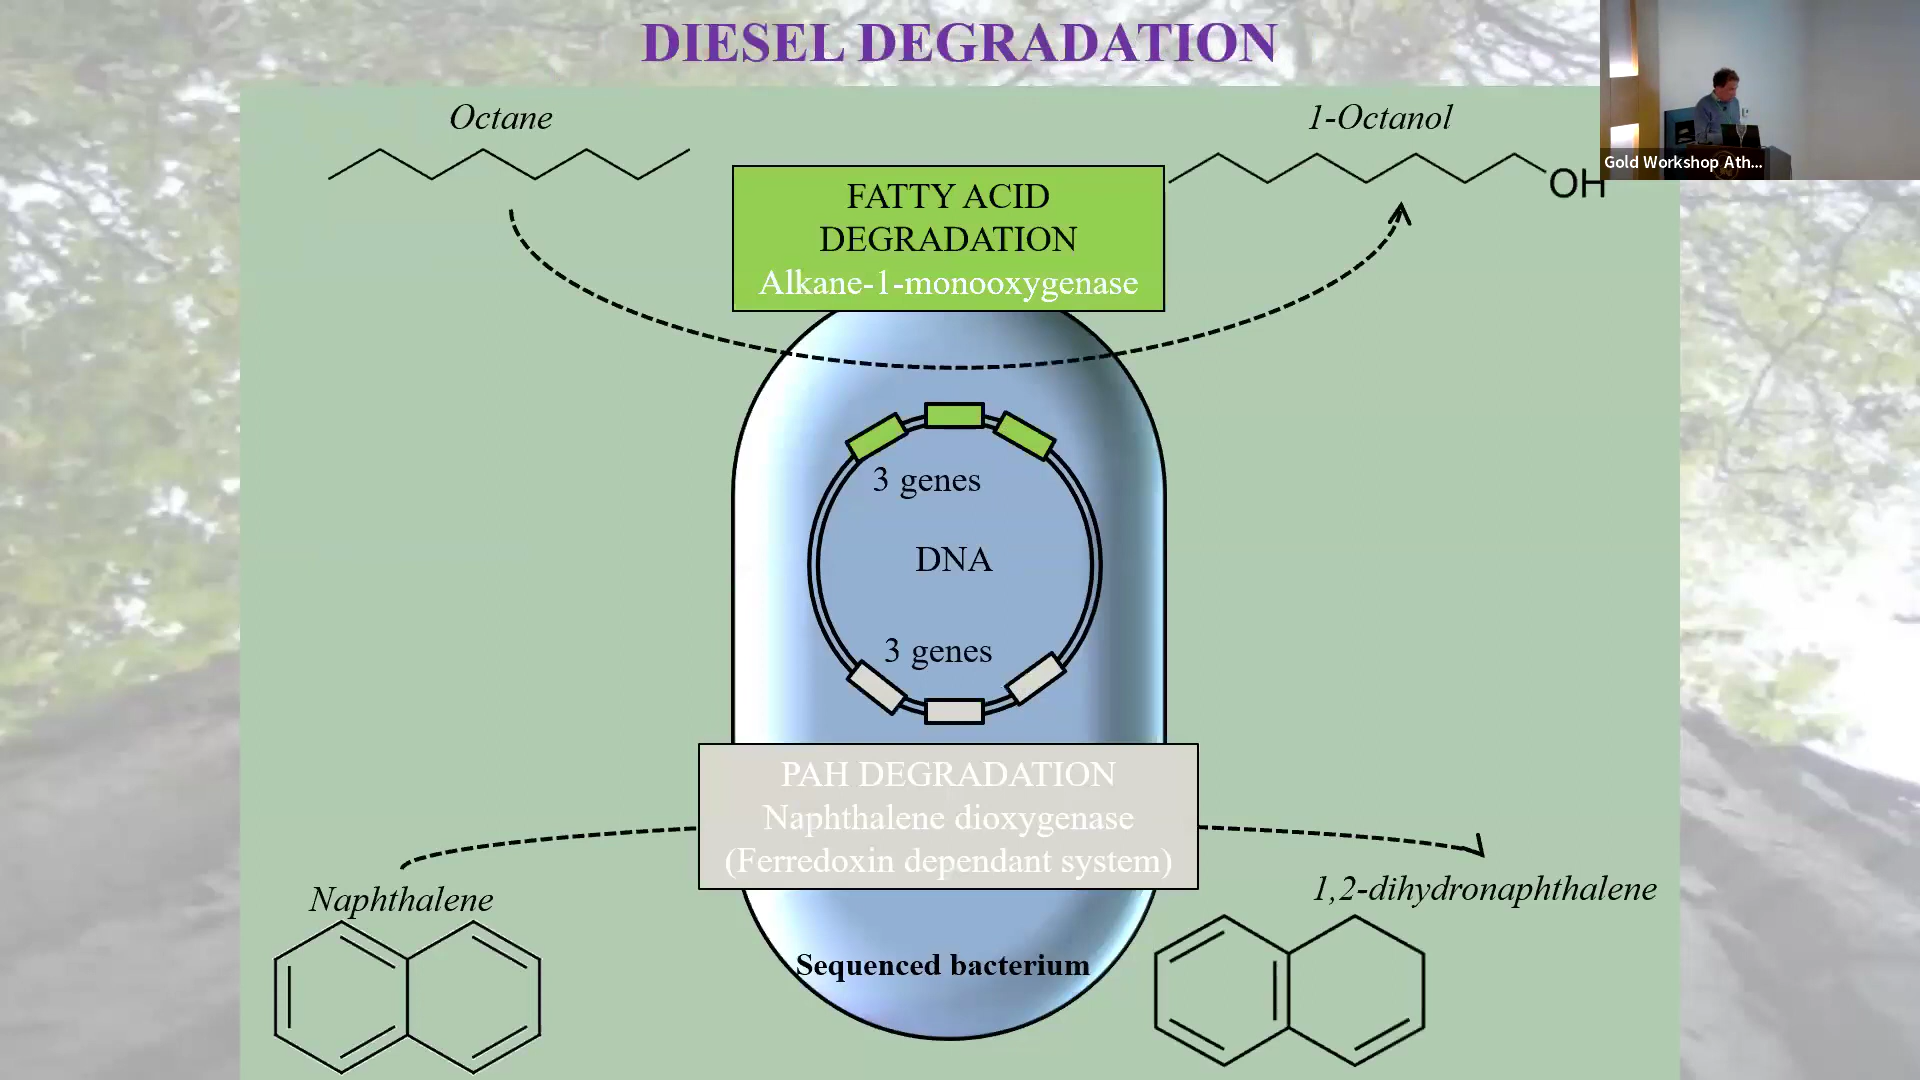 DIESEL DEGRADATION
Octane
1-Octanol
OH
Gold Workshop Ath...
FATTY ACID
DEGRADATION
Alkane-1-monooxygenase
3 genes
DNA
3 genes
PAH DEGRADATION
Naphthalene dioxygenase
(Ferredoxin dependant system)
Naphthalene
1,2-dihydronaphthalene
Sequenced bacterium